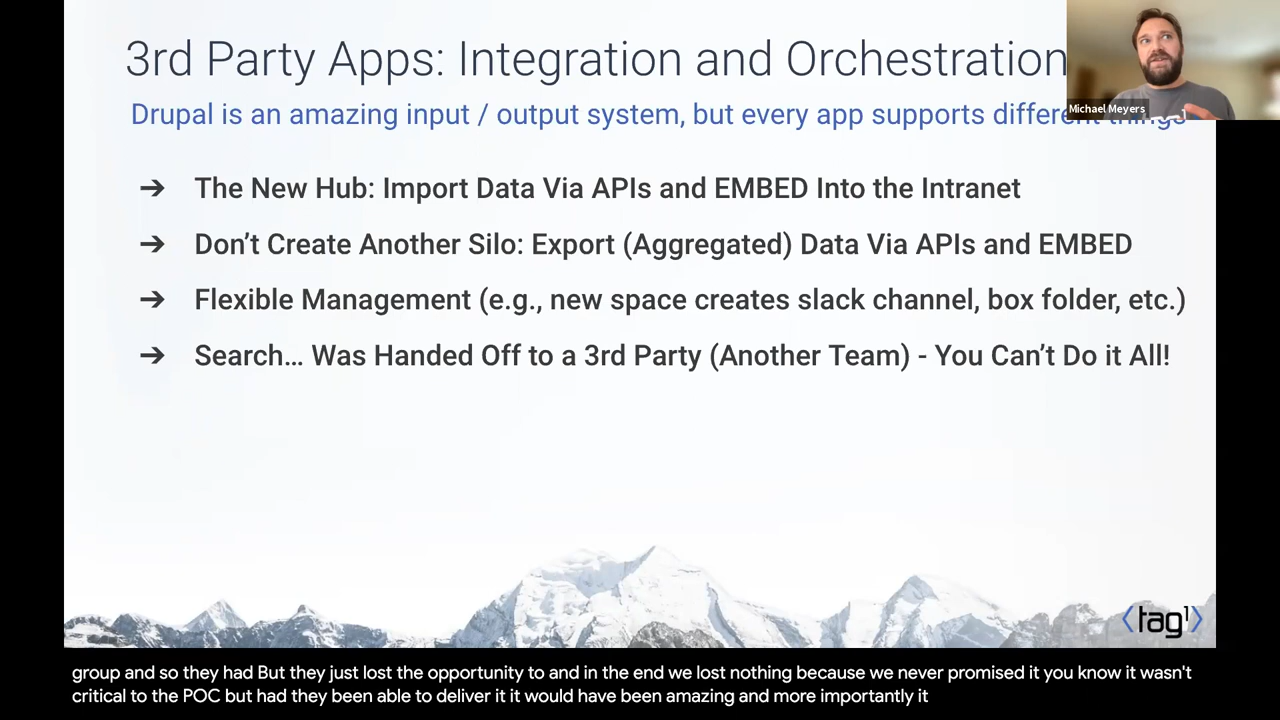 3rd Party Apps: Integration and Orchestration
Drupal is an amazing input / output system, but every app supports different things
Michael Meyers
➔ The New Hub: Import Data Via APIs and EMBED Into the Intranet
➔ Don’t Create Another Silo: Export (Aggregated) Data Via APIs and EMBED
➔ Flexible Management (e.g., new space creates slack channel, box folder, etc.)
➔ Search… Was Handed Off to a 3rd Party (Another Team) - You Can’t Do it All!
⟨tag1⟩
group and so they had But they just lost the opportunity to and in the end we lost nothing because we never promised it you know it wasn't
critical to the POC but had they been able to deliver it it would have been amazing and more importantly it